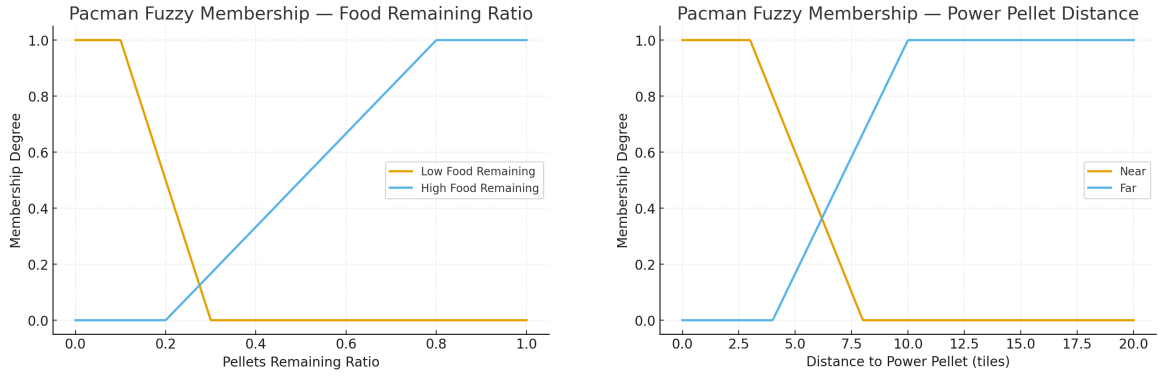 Pacman Fuzzy Membership — Food Remaining Ratio
1.0
0.8
0.6
0.4
0.2
0.0
Membership Degree
Low Food Remaining
High Food Remaining
0.0 0.2 0.4 0.6 0.8 1.0
Pellets Remaining Ratio
Pacman Fuzzy Membership — Power Pellet Distance
1.0
0.8
0.6
0.4
0.2
0.0
Membership Degree
Near
Far
0.0 2.5 5.0 7.5 10.0 12.5 15.0 17.5 20.0
Distance to Power Pellet (tiles)